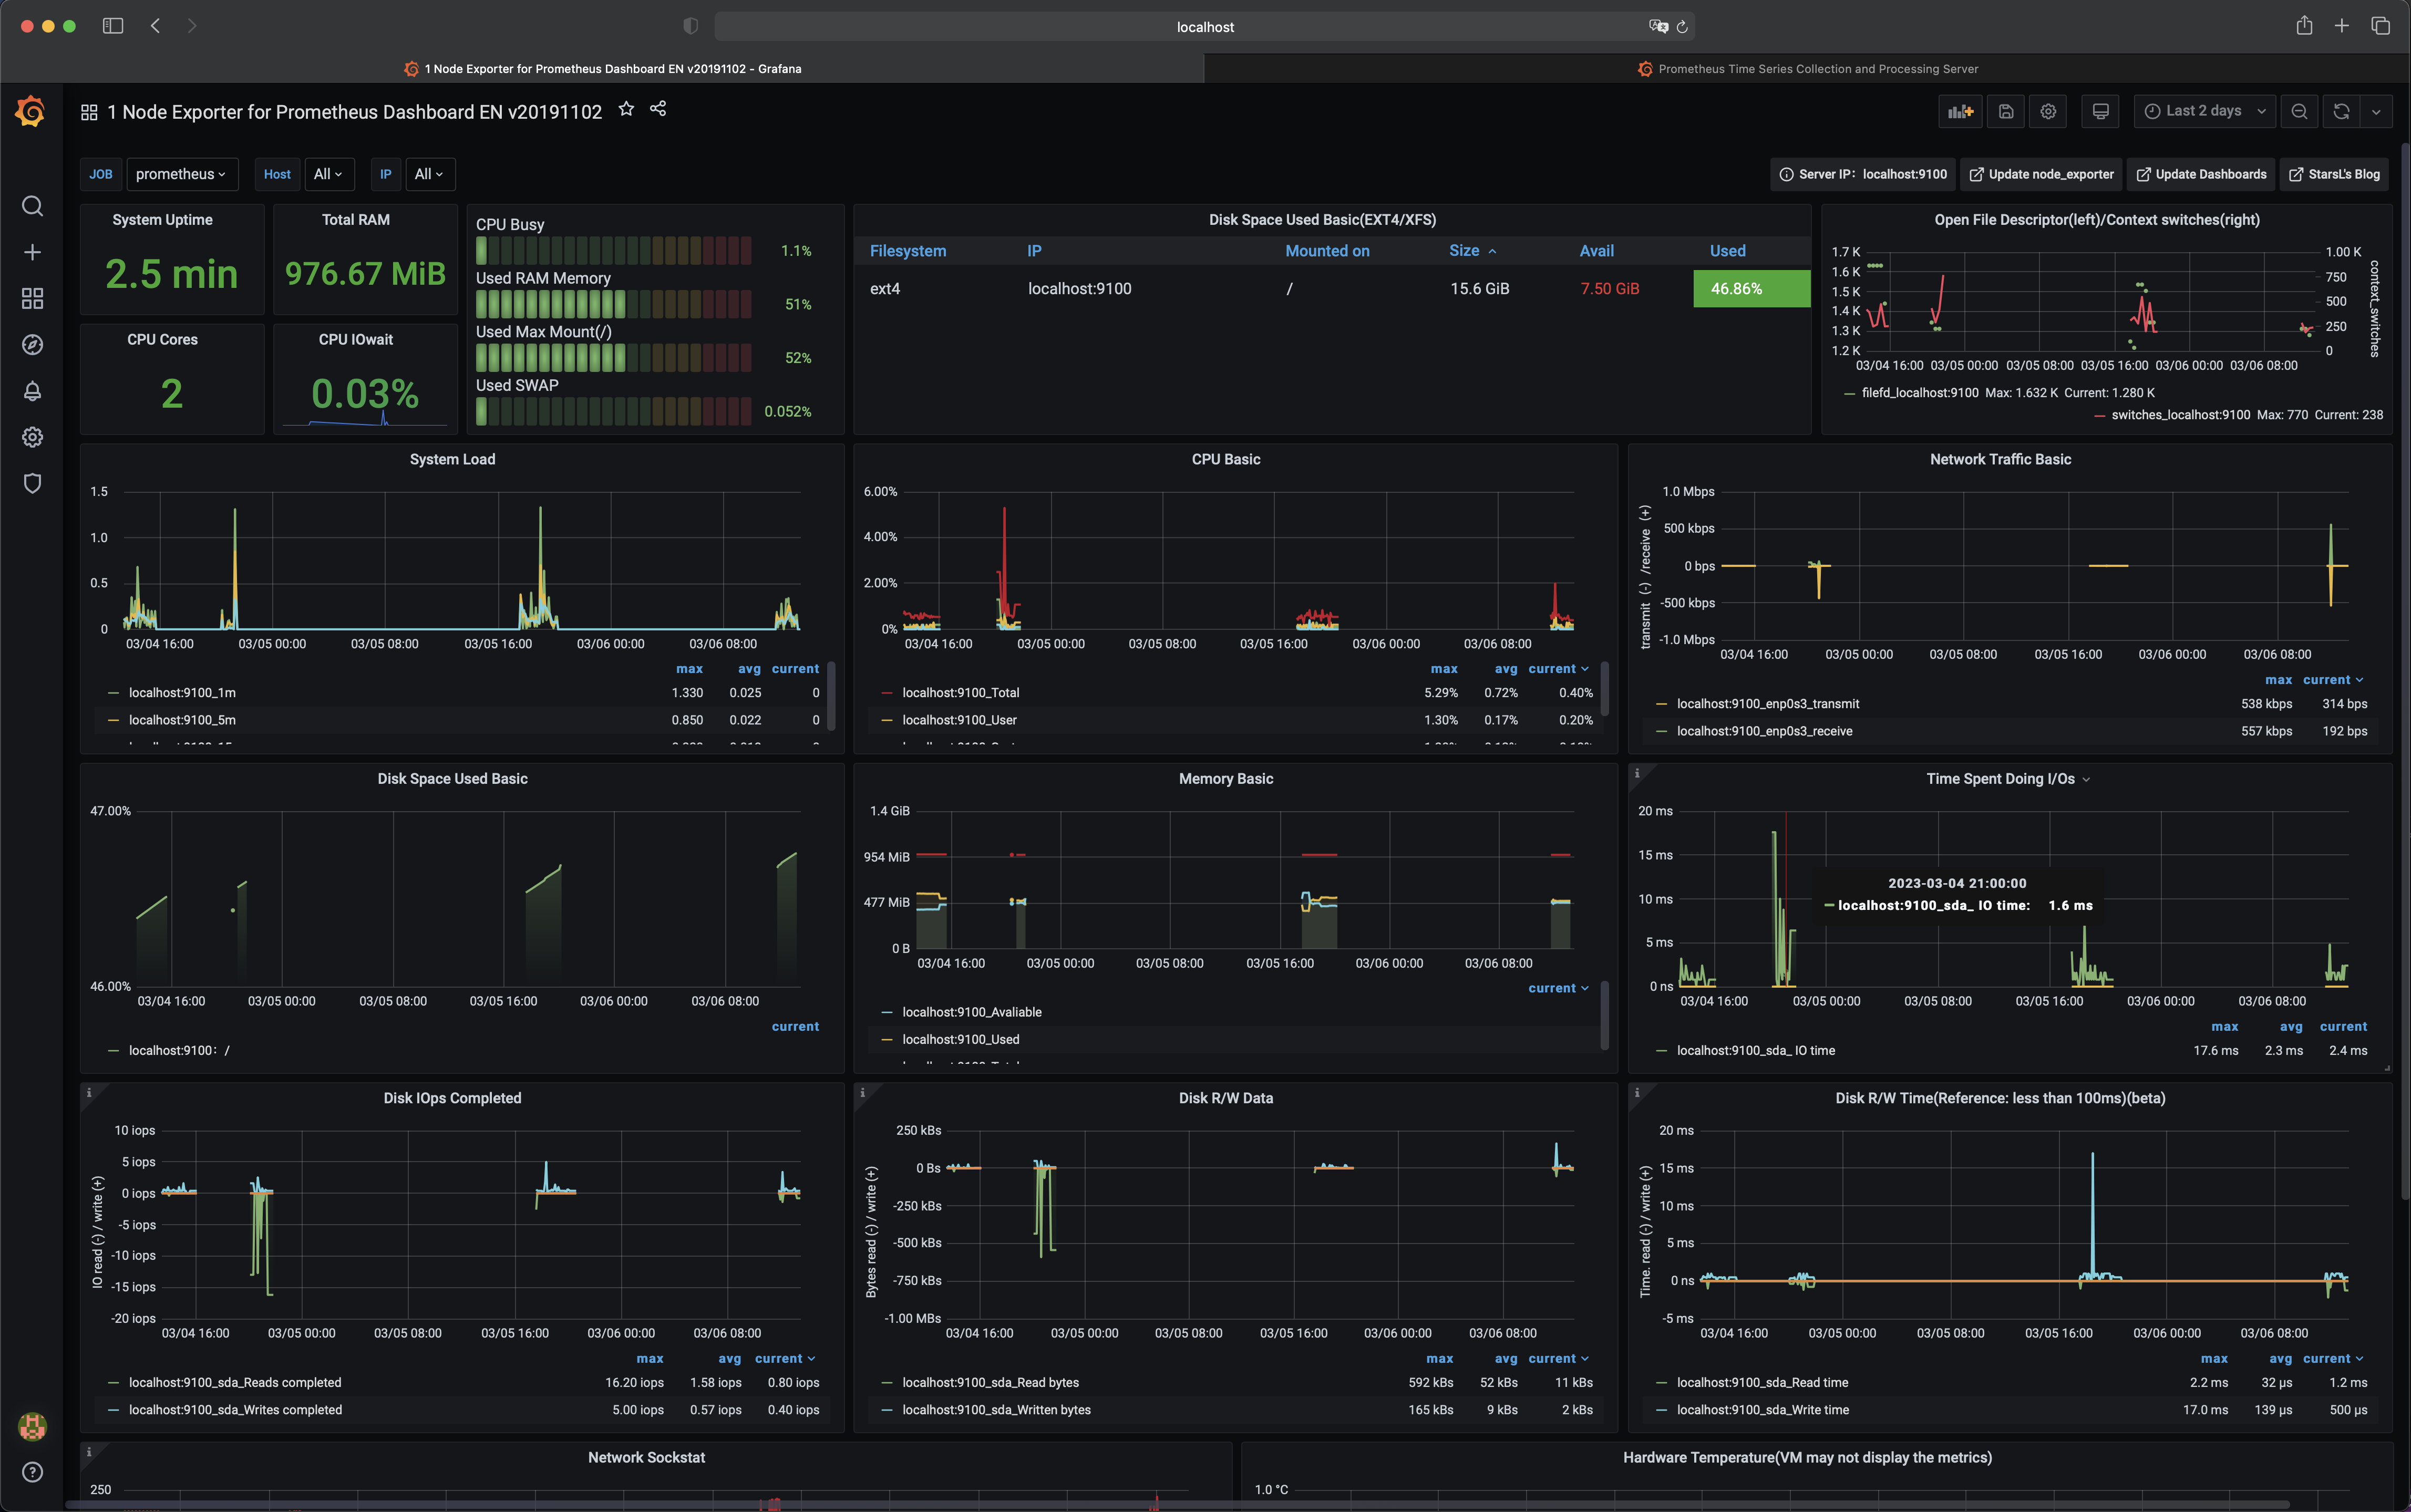 localhost
1 Node Exporter for Prometheus Dashboard EN v20191102 - Grafana
Prometheus Time Series Collection and Processing Server
1 Node Exporter for Prometheus Dashboard EN v20191102
Last 2 days
JOB prometheus Host All IP All
Server IP：localhost:9100 Update node_exporter Update Dashboards StarsL's Blog
System Uptime
2.5 min
Total RAM
976.67 MiB
CPU Cores
2
CPU IOwait
0.03%
CPU Busy
1.1%
Used RAM Memory
51%
Used Max Mount(/)
52%
Used SWAP
0.052%
Disk Space Used Basic(EXT4/XFS)
Filesystem IP Mounted on Size Avail Used
ext4 localhost:9100 / 15.6 GiB 7.50 GiB 46.86%
Open File Descriptor(left)/Context switches(right)
1.7 K 1.00 K
1.6 K 750
1.5 K 500
1.4 K
1.3 K 250
1.2 K 0
context_switches
03/04 16:00 03/05 00:00 03/05 08:00 03/05 16:00 03/06 00:00 03/06 08:00
filefd_localhost:9100 Max: 1.632 K Current: 1.280 K
switches_localhost:9100 Max: 770 Current: 238
System Load
1.5
1.0
0.5
0
03/04 16:00 03/05 00:00 03/05 08:00 03/05 16:00 03/06 00:00 03/06 08:00
max avg current
localhost:9100_1m 1.330 0.025 0
localhost:9100_5m 0.850 0.022 0
CPU Basic
6.00%
4.00%
2.00%
0%
03/04 16:00 03/05 00:00 03/05 08:00 03/05 16:00 03/06 00:00 03/06 08:00
max avg current
localhost:9100_Total 5.29% 0.72% 0.40%
localhost:9100_User 1.30% 0.17% 0.20%
Network Traffic Basic
transmit (-) /receive (+)
1.0 Mbps
500 kbps
0 bps
-500 kbps
-1.0 Mbps
03/04 16:00 03/05 00:00 03/05 08:00 03/05 16:00 03/06 00:00 03/06 08:00
max current
localhost:9100_enp0s3_transmit 538 kbps 314 bps
localhost:9100_enp0s3_receive 557 kbps 192 bps
Disk Space Used Basic
47.00%
46.00%
03/04 16:00 03/05 00:00 03/05 08:00 03/05 16:00 03/06 00:00 03/06 08:00
current
localhost:9100：/
Memory Basic
1.4 GiB
954 MiB
477 MiB
0 B
03/04 16:00 03/05 00:00 03/05 08:00 03/05 16:00 03/06 00:00 03/06 08:00
current
localhost:9100_Avaliable
localhost:9100_Used
Time Spent Doing I/Os
20 ms
15 ms
10 ms
5 ms
0 ns
2023-03-04 21:00:00
localhost:9100_sda_ IO time: 1.6 ms
03/04 16:00 03/05 00:00 03/05 08:00 03/05 16:00 03/06 00:00 03/06 08:00
max avg current
localhost:9100_sda_ IO time 17.6 ms 2.3 ms 2.4 ms
Disk IOps Completed
IO read (-) / write (+)
10 iops
5 iops
0 iops
-5 iops
-10 iops
-15 iops
-20 iops
03/04 16:00 03/05 00:00 03/05 08:00 03/05 16:00 03/06 00:00 03/06 08:00
max avg current
localhost:9100_sda_Reads completed 16.20 iops 1.58 iops 0.80 iops
localhost:9100_sda_Writes completed 5.00 iops 0.57 iops 0.40 iops
Disk R/W Data
Bytes read (-) / write (+)
250 kBs
0 Bs
-250 kBs
-500 kBs
-750 kBs
-1.00 MBs
03/04 16:00 03/05 00:00 03/05 08:00 03/05 16:00 03/06 00:00 03/06 08:00
max avg current
localhost:9100_sda_Read bytes 592 kBs 52 kBs 11 kBs
localhost:9100_sda_Written bytes 165 kBs 9 kBs 2 kBs
Disk R/W Time(Reference: less than 100ms)(beta)
Time. read (-) / write (+)
20 ms
15 ms
10 ms
5 ms
0 ns
-5 ms
03/04 16:00 03/05 00:00 03/05 08:00 03/05 16:00 03/06 00:00 03/06 08:00
max avg current
localhost:9100_sda_Read time 2.2 ms 32 µs 1.2 ms
localhost:9100_sda_Write time 17.0 ms 139 µs 500 µs
Network Sockstat
250
Hardware Temperature(VM may not display the metrics)
1.0 °C